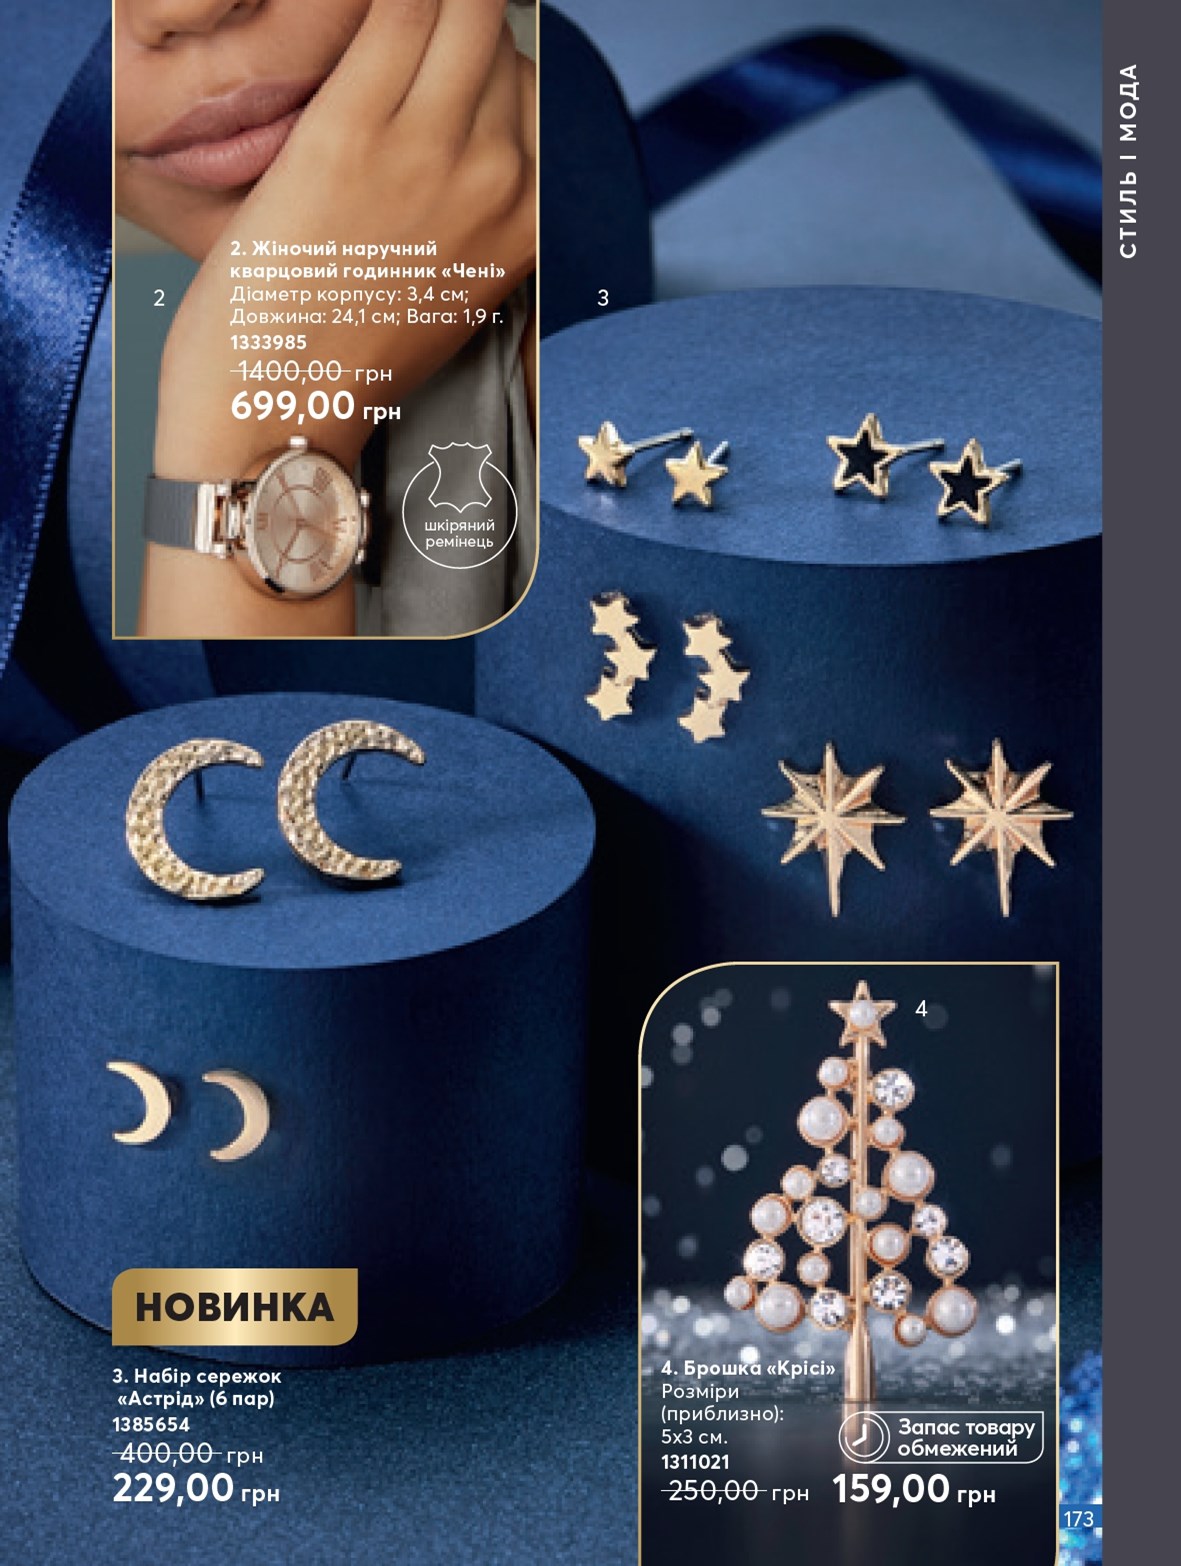 СТИЛЬ І МОДА
2
2. Жіночий наручний
кварцовий годинник «Чені»
Діаметр корпусу: 3,4 см;
Довжина: 24,1 см; Вага: 1,9 г.
1333985
1400,00 грн
699,00 грн
шкіряний
ремінець
3
4
НОВИНКА
3. Набір сережок
«Астрід» (6 пар)
1385654
400,00 грн
229,00 грн
4. Брошка «Крісі»
Розміри
(приблизно):
5х3 см.
1311021
250,00 грн 159,00 грн
Запас товару
обмежений
173